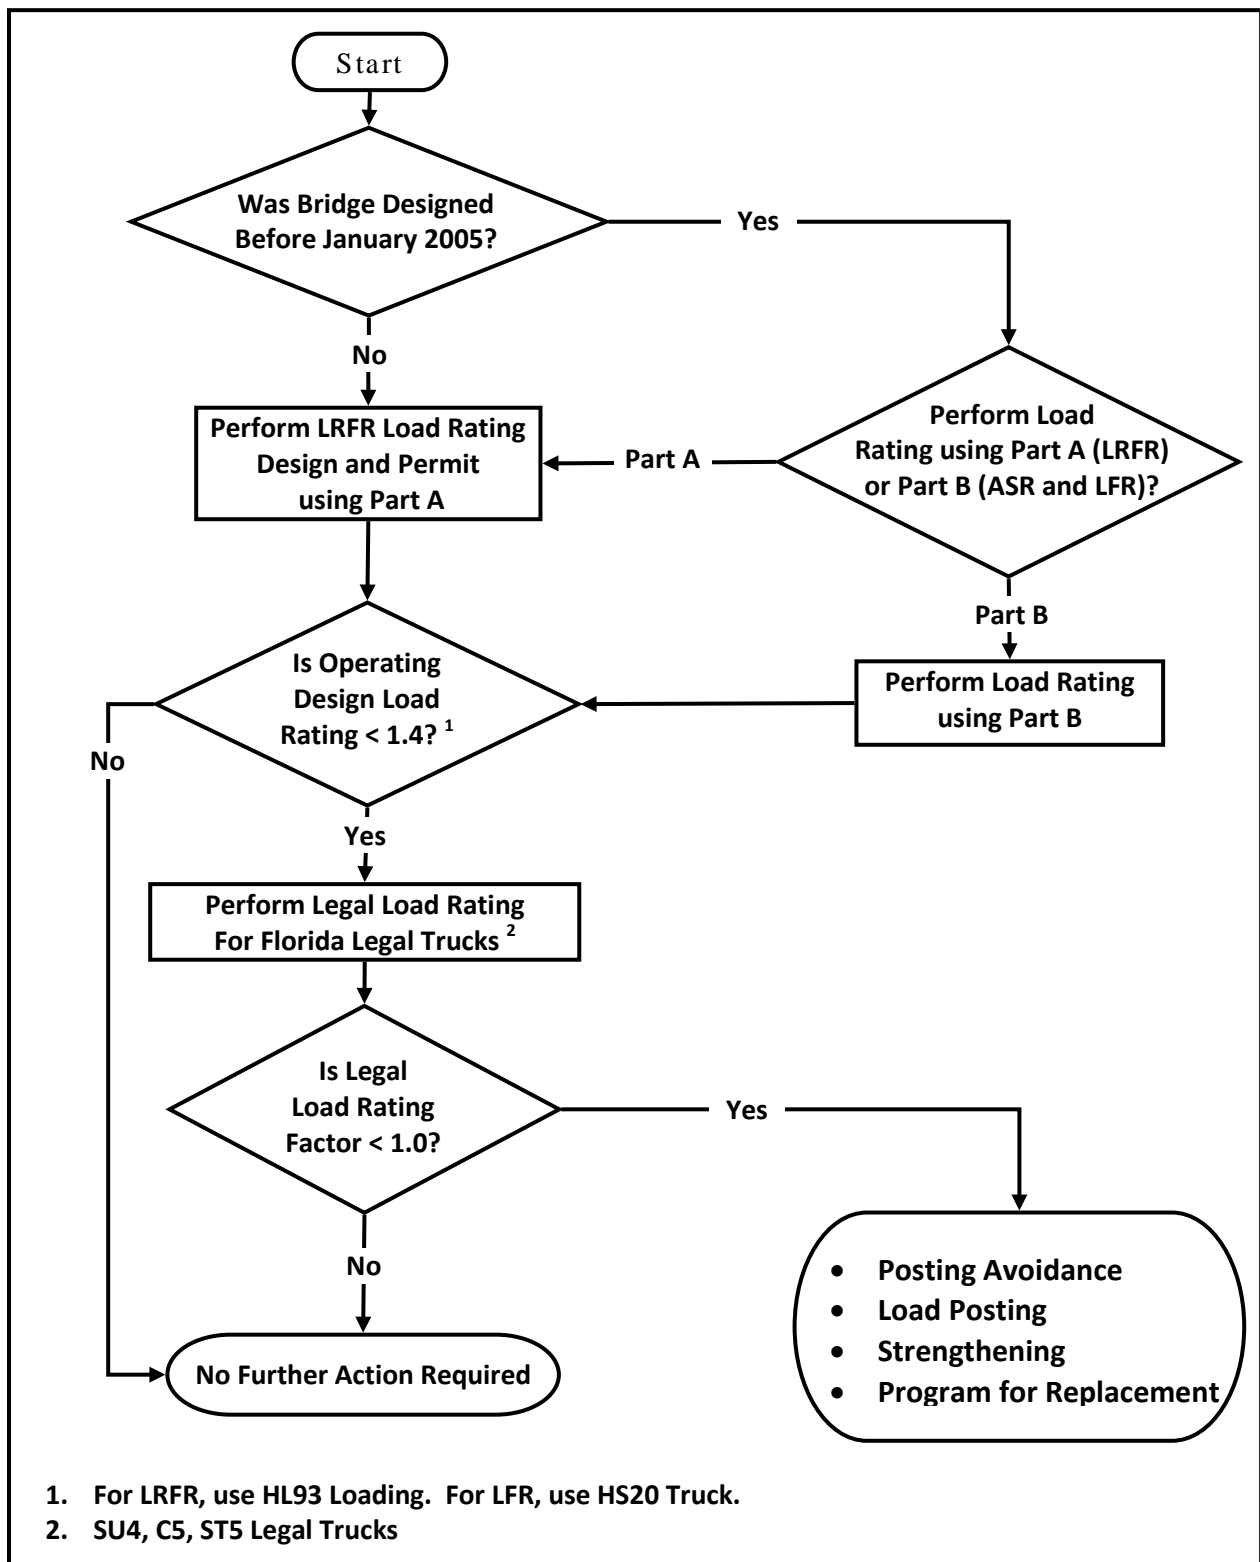 Start
Was Bridge Designed
Before January 2005?
Yes
No
Perform LRFR Load Rating
Design and Permit
using Part A
Part A
Perform Load
Rating using Part A (LRFR)
or Part B (ASR and LFR)?
Part B
Perform Load Rating
using Part B
Is Operating
Design Load
Rating < 1.4? 1
No
Yes
Perform Legal Load Rating
For Florida Legal Trucks 2
Is Legal
Load Rating
Factor < 1.0?
Yes
No
No Further Action Required
• Posting Avoidance
• Load Posting
• Strengthening
• Program for Replacement
1. For LRFR, use HL93 Loading. For LFR, use HS20 Truck.
2. SU4, C5, ST5 Legal Trucks